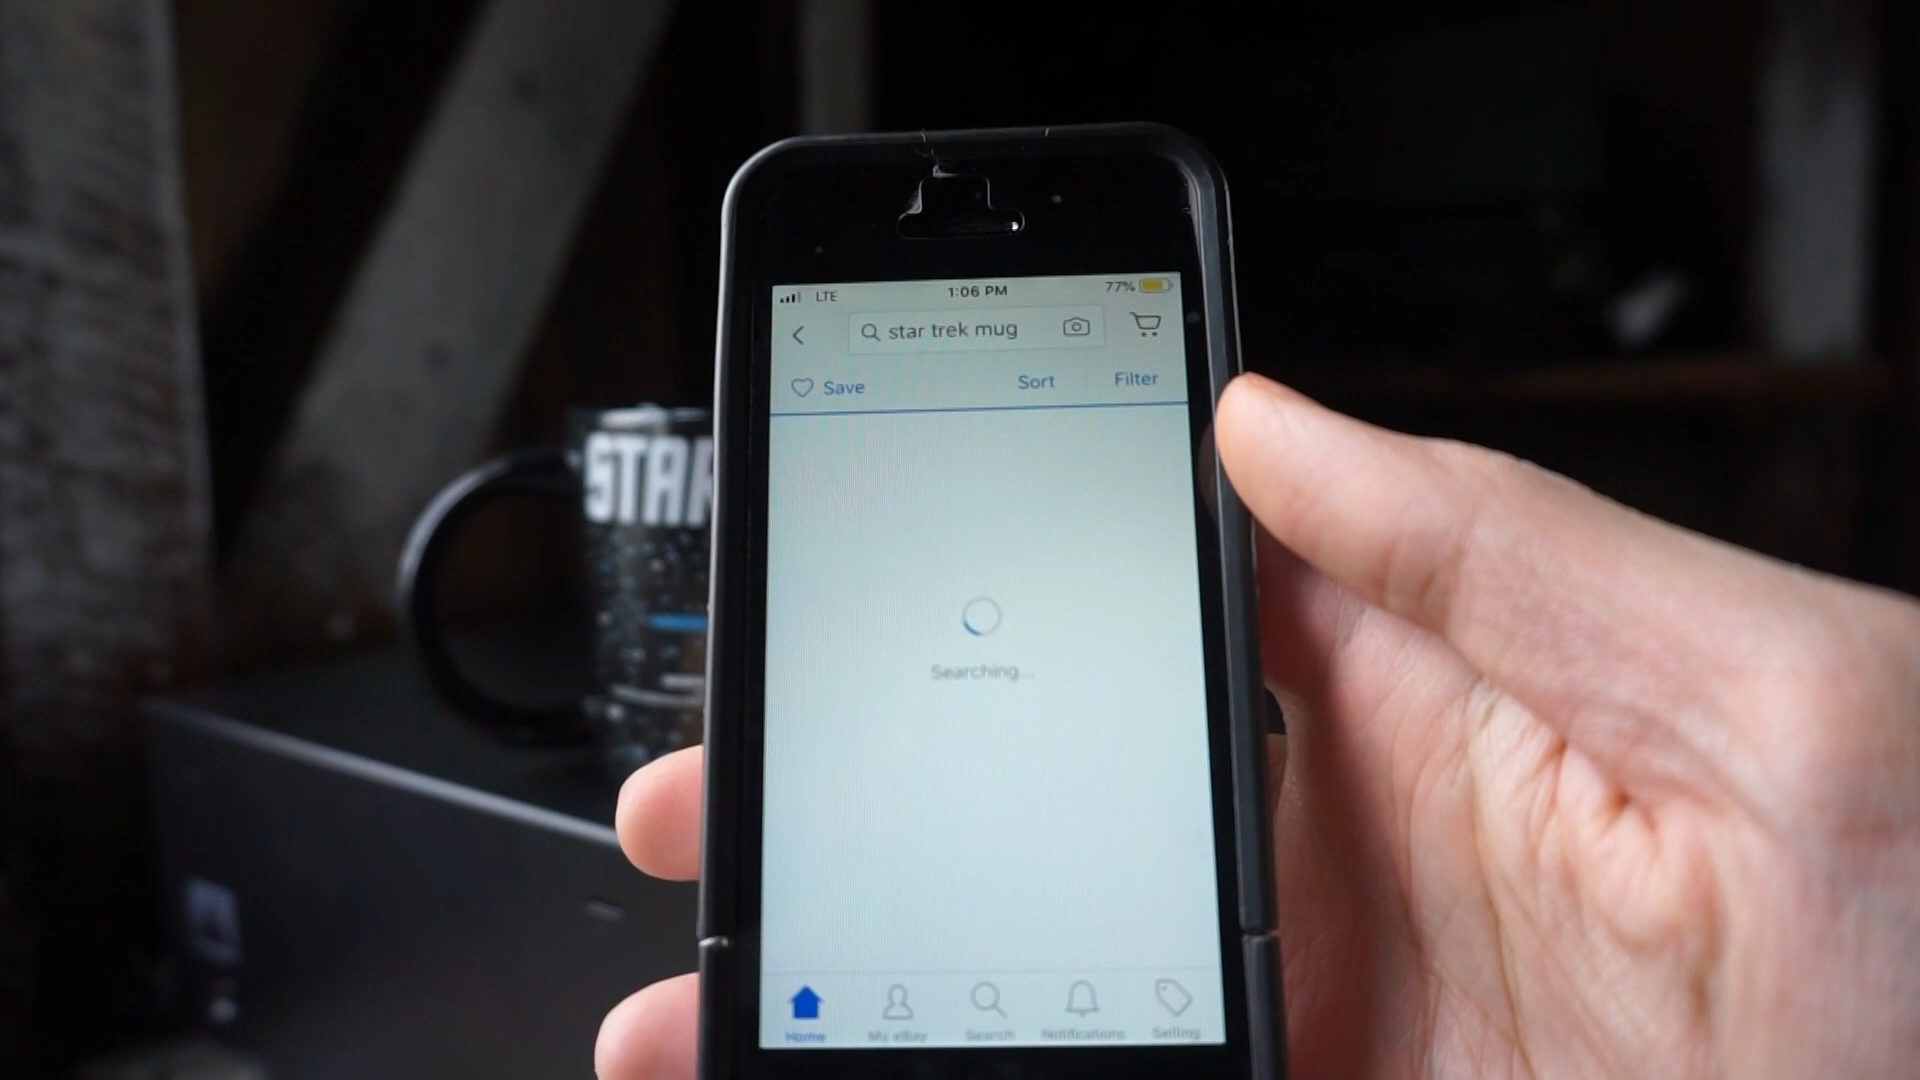 LTE 1:06 PM 77%
star trek mug
Save Sort Filter
STAR
Searching...
Home My eBay Search Notifications Selling